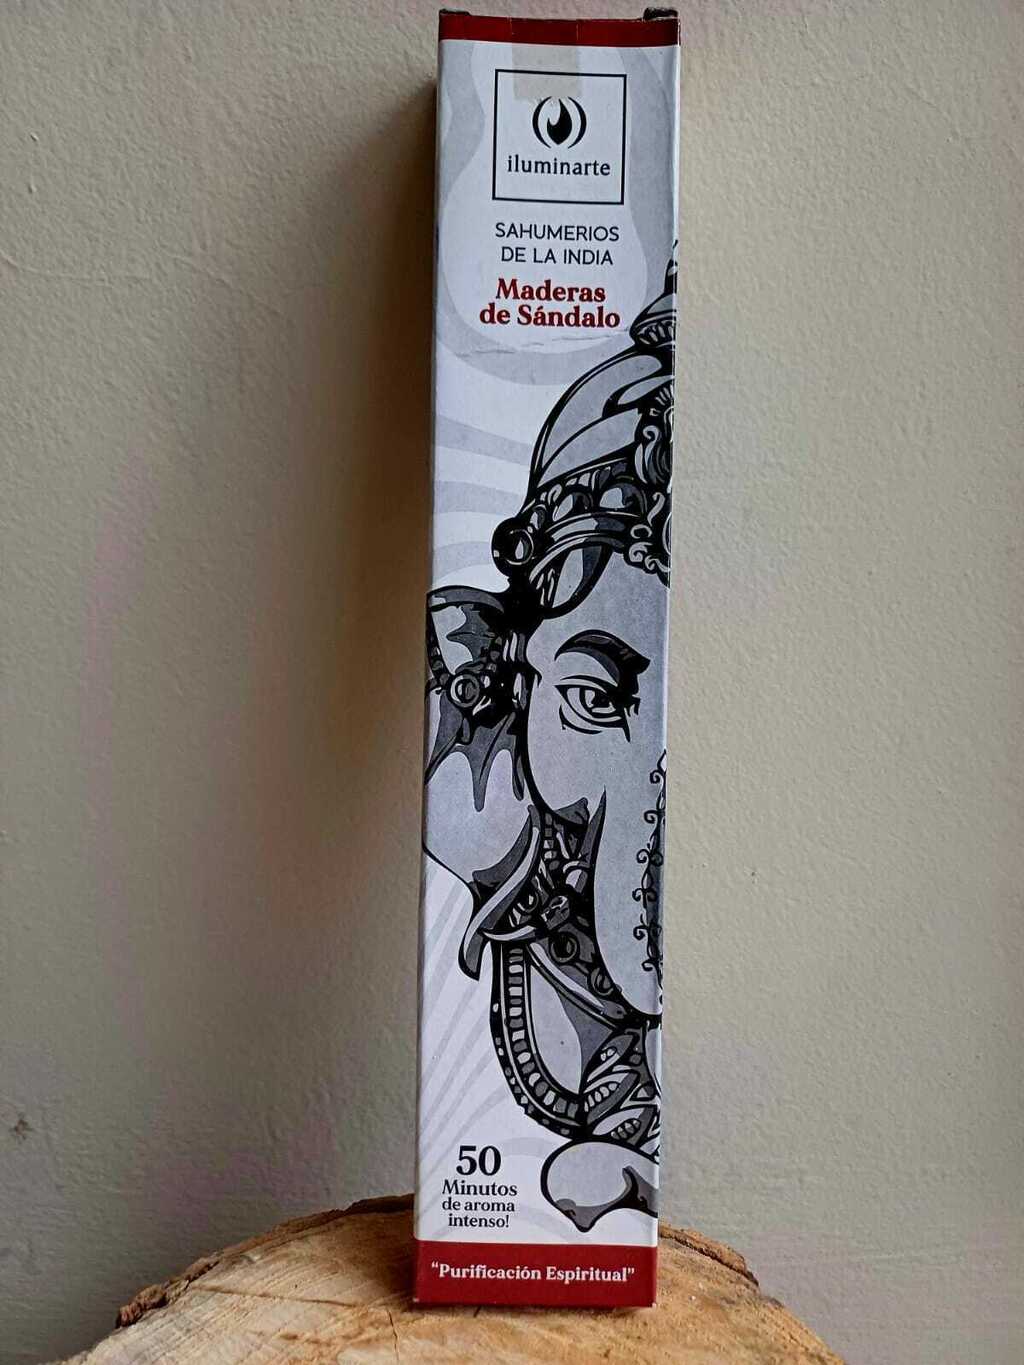 iluminarte
SAHUMERIOS
DE LA INDIA
Maderas
de Sándalo
50
Minutos
de aroma
intenso!
“Purificación Espiritual”